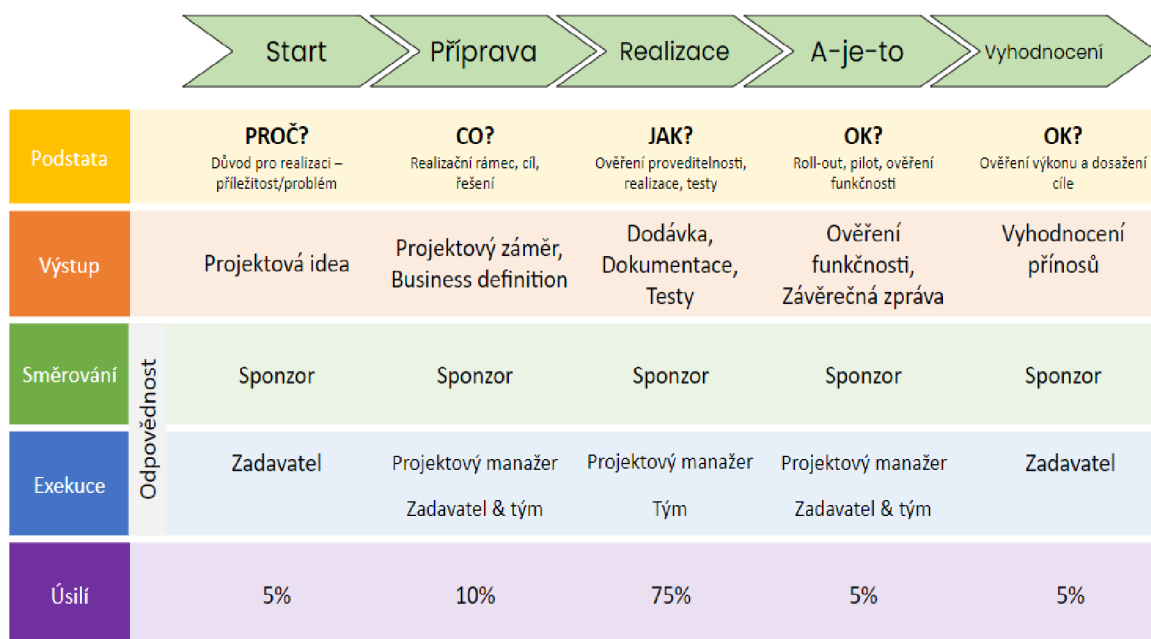 Start
Příprava
Realizace
A-je-to
Vyhodnocení
Podstata
PROČ?
Důvod pro realizaci –
příležitost/problém
CO?
Realizační rámec, cíl,
řešení
JAK?
Ověření proveditelnosti,
realizace, testy
OK?
Roll-out, pilot, ověření
funkčnosti
OK?
Ověření výkonu a dosažení
cíle
Výstup
Projektová idea
Projektový záměr,
Business definition
Dodávka,
Dokumentace,
Testy
Ověření
funkčnosti,
Závěrečná zpráva
Vyhodnocení
přínosů
Odpovědnost
Směrování
Sponzor
Sponzor
Sponzor
Sponzor
Sponzor
Exekuce
Zadavatel
Projektový manažer
Zadavatel & tým
Projektový manažer
Tým
Projektový manažer
Zadavatel & tým
Zadavatel
Úsilí
5%
10%
75%
5%
5%